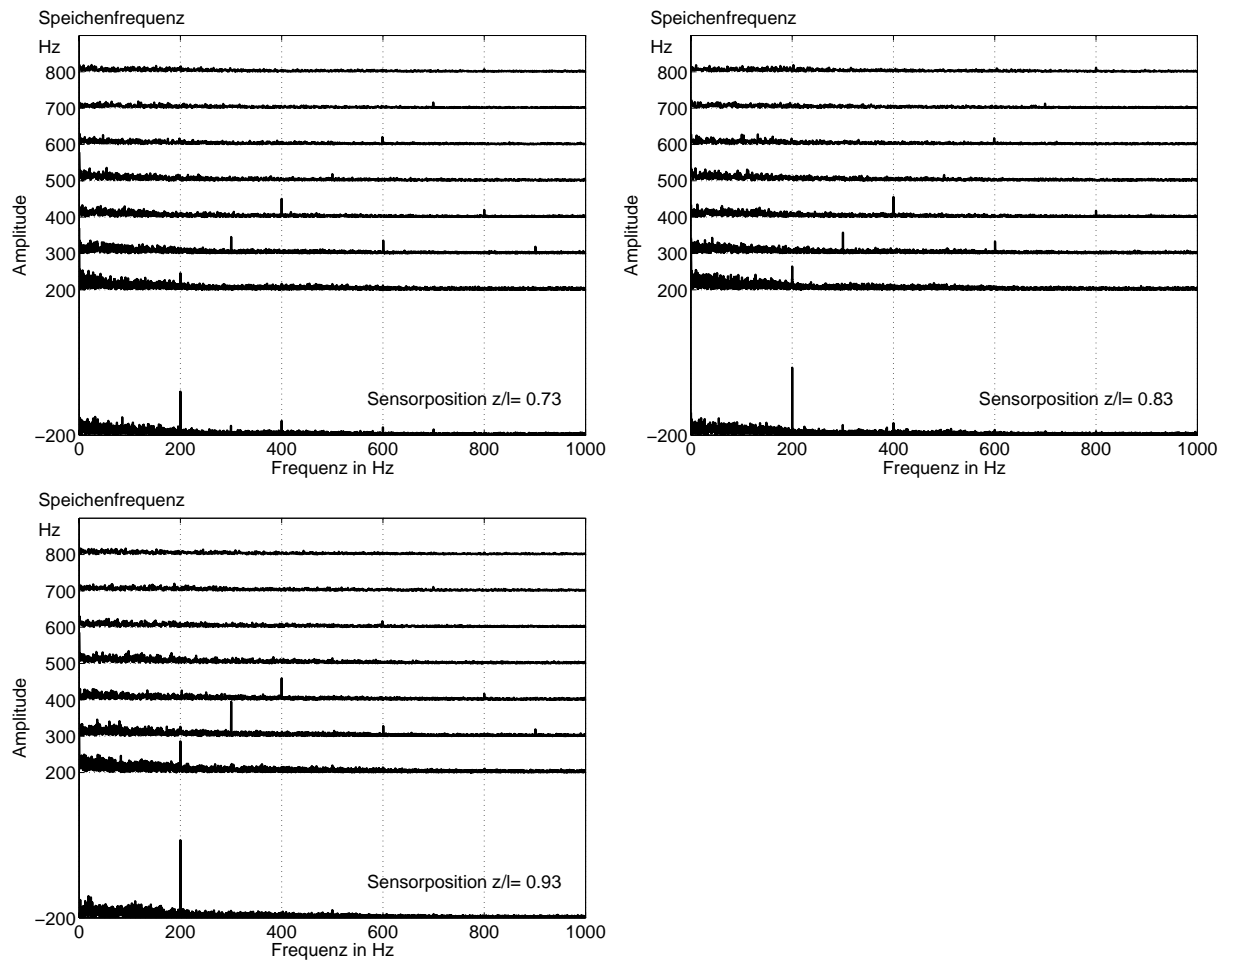 Speichenfrequenz
Hz
800
700
600
500
400
300
200
−200
Amplitude
Sensorposition z/l= 0.73
0 200 400 600 800 1000
Frequenz in Hz
Speichenfrequenz
Hz
800
700
600
500
400
300
200
−200
Amplitude
Sensorposition z/l= 0.83
0 200 400 600 800 1000
Frequenz in Hz
Speichenfrequenz
Hz
800
700
600
500
400
300
200
−200
Amplitude
Sensorposition z/l= 0.93
0 200 400 600 800 1000
Frequenz in Hz